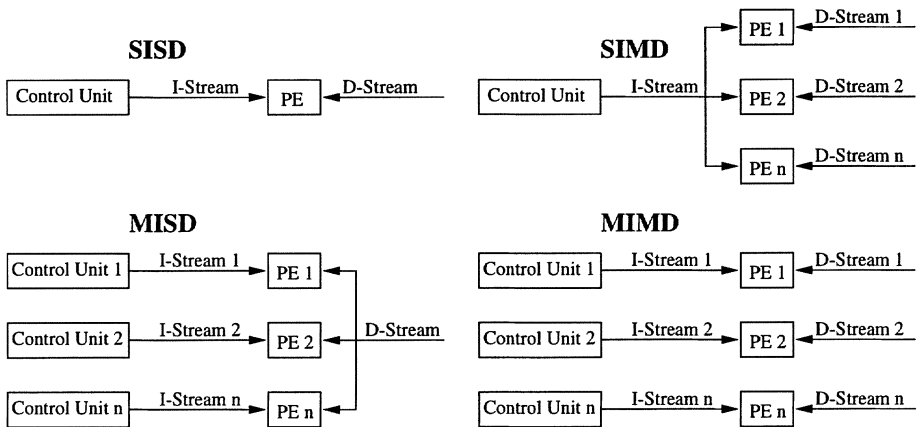 SISD
Control Unit
I-Stream
PE
D-Stream
SIMD
Control Unit
I-Stream
PE 1
D-Stream 1
PE 2
D-Stream 2
PE n
D-Stream n
MISD
Control Unit 1
I-Stream 1
PE 1
Control Unit 2
I-Stream 2
PE 2
D-Stream
Control Unit n
I-Stream n
PE n
MIMD
Control Unit 1
I-Stream 1
PE 1
D-Stream 1
Control Unit 2
I-Stream 2
PE 2
D-Stream 2
Control Unit n
I-Stream n
PE n
D-Stream n